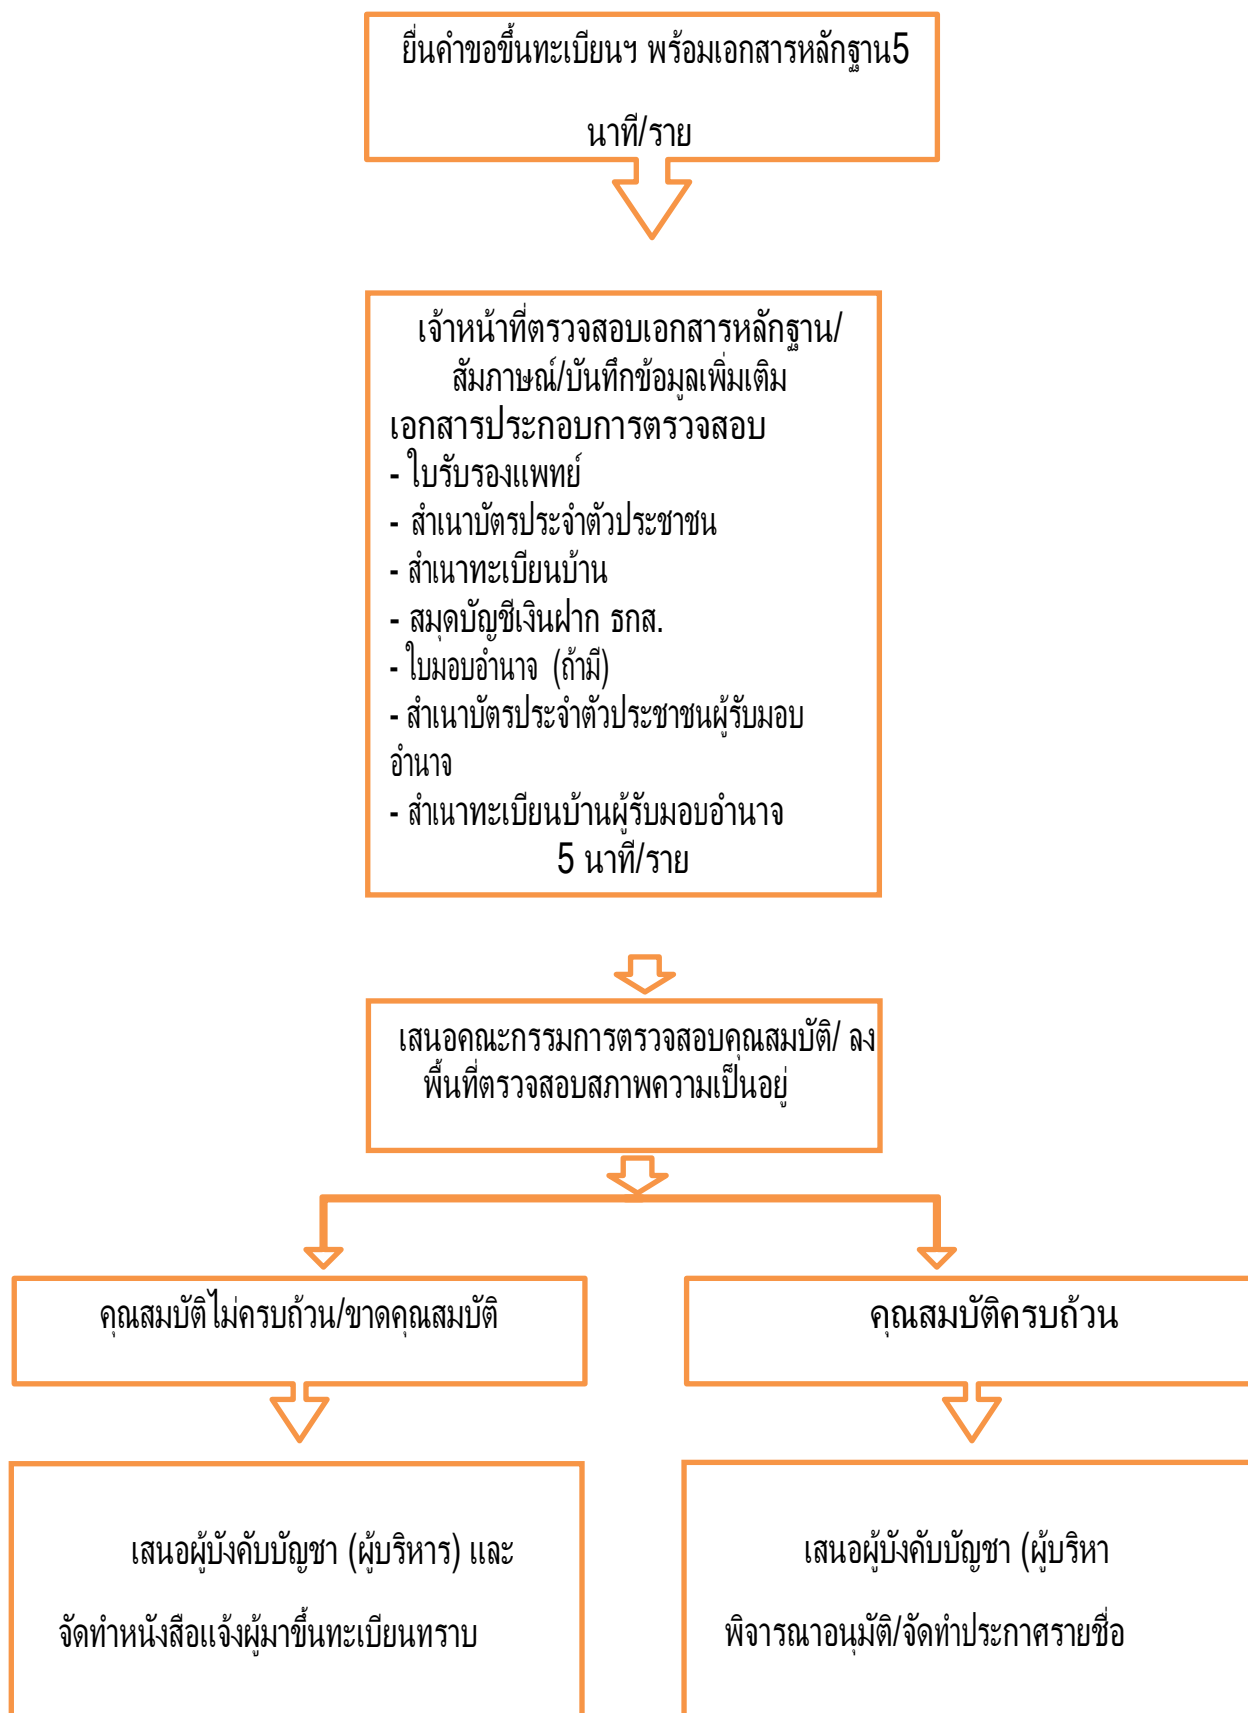 ยื่นคำขอขึ้นทะเบียนฯ พร้อมเอกสารหลักฐาน5
นาที/ราย
เจ้าหน้าที่ตรวจสอบเอกสารหลักฐาน/
สัมภาษณ์/บันทึกข้อมูลเพิ่มเติม
เอกสารประกอบการตรวจสอบ
- ใบรับรองแพทย์
- สำเนาบัตรประจำตัวประชาชน
- สำเนาทะเบียนบ้าน
- สมุดบัญชีเงินฝาก ธกส.
- ใบมอบอำนาจ (ถ้ามี)
- สำเนาบัตรประจำตัวประชาชนผู้รับมอบ
อำนาจ
- สำเนาทะเบียนบ้านผู้รับมอบอำนาจ
5 นาที/ราย
เสนอคณะกรรมการตรวจสอบคุณสมบัติ/ ลง
พื้นที่ตรวจสอบสภาพความเป็นอยู่
คุณสมบัติไม่ครบถ้วน/ขาดคุณสมบัติ
คุณสมบัติครบถ้วน
เสนอผู้บังคับบัญชา (ผู้บริหาร) และ
จัดทำหนังสือแจ้งผู้มาขึ้นทะเบียนทราบ
เสนอผู้บังคับบัญชา (ผู้บริหา
พิจารณาอนุมัติ/จัดทำประกาศรายชื่อ